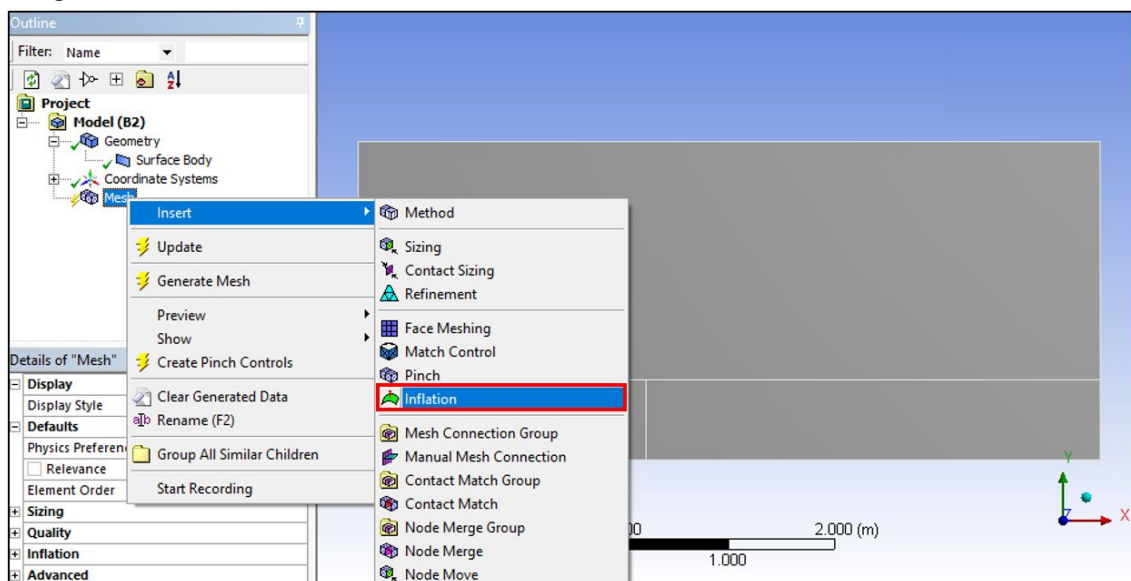 Outline
Filter: Name
Project
Model (B2)
Geometry
Surface Body
Coordinate Systems
Mesh
Insert
Update
Generate Mesh
Preview
Show
Create Pinch Controls
Clear Generated Data
Rename (F2)
Group All Similar Children
Start Recording
Method
Sizing
Contact Sizing
Refinement
Face Meshing
Match Control
Pinch
Inflation
Mesh Connection Group
Manual Mesh Connection
Contact Match Group
Contact Match
Node Merge Group
Node Merge
Node Move
Details of "Mesh"
Display
Display Style
Defaults
Physics
Relevance
Element Order
Sizing
Quality
Inflation
Advanced
2.000 (m)
1.000
Y
Z
X